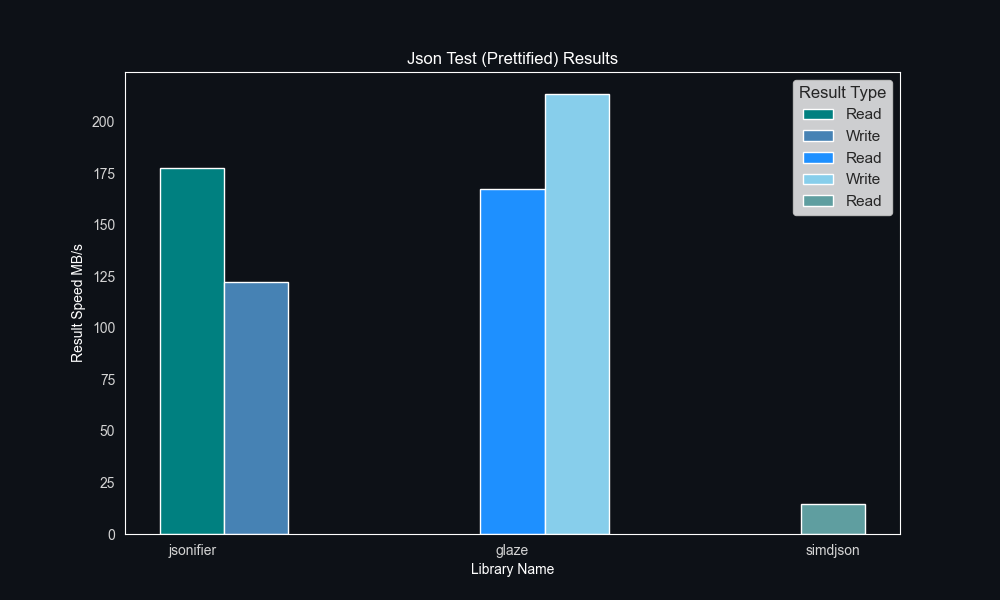 Json Test (Prettified) Results
Result Type
Read
Write
Read
Write
Read
Result Speed MB/s
200
175
150
125
100
75
50
25
0
jsonifier
glaze
simdjson
Library Name